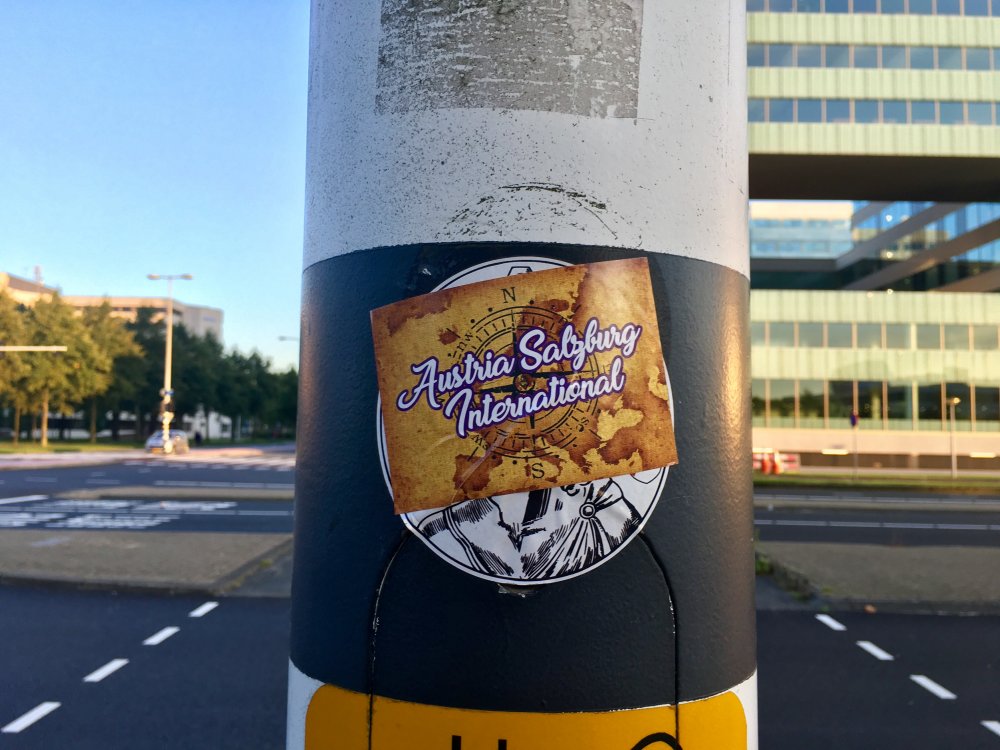 N
Austria Salzburg
International
S